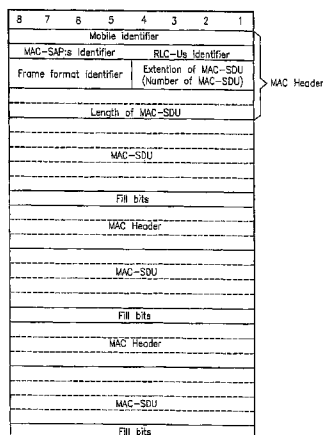 8 7 6 5 4 3 2 1
Mobile identifier
MAC-SAP:s Identifier RLC-Us identifier
Frame format identifier Extention of MAC-SDU
(Number of MAC-SDU)
MAC Header
Length of MAC-SDU
MAC-SDU
Fill bits
MAC Header
MAC-SDU
Fill bits
MAC Header
MAC-SDU
Fill bits